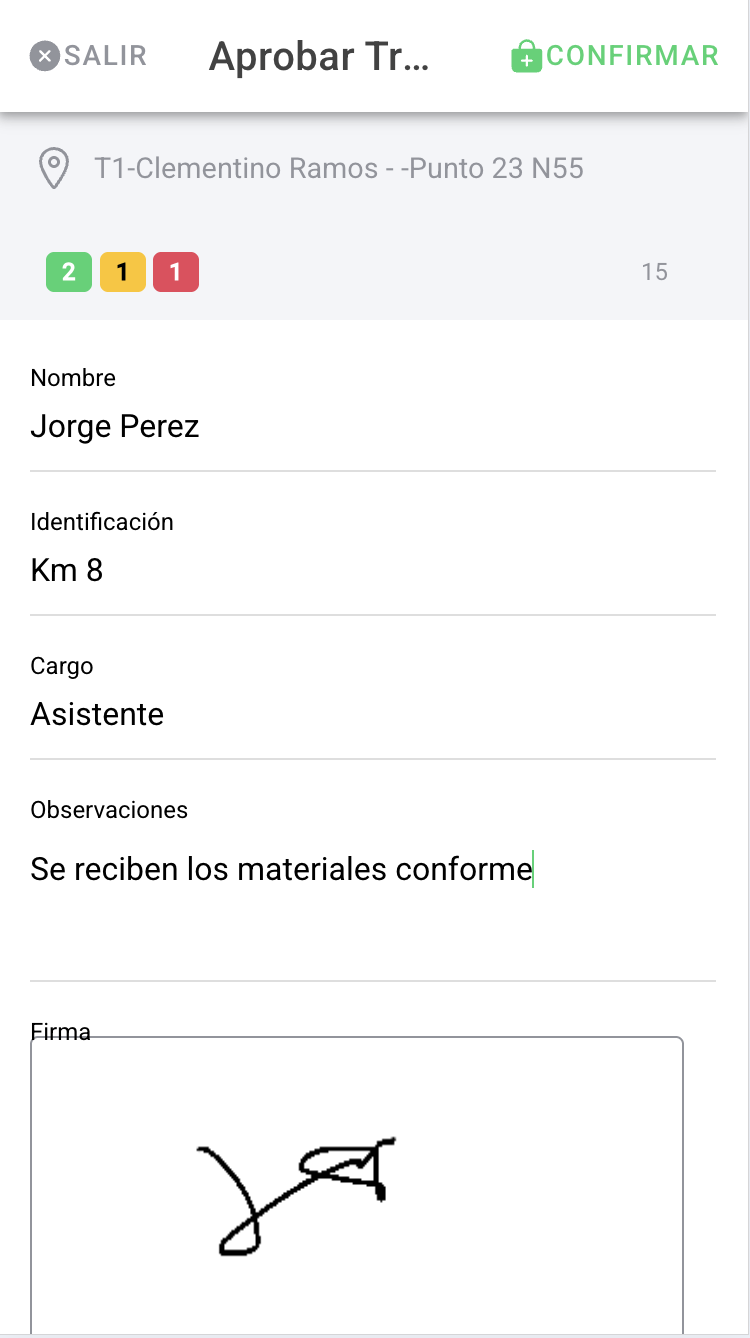 SALIR Aprobar Tr... CONFIRMAR
T1-Clementino Ramos - -Punto 23 N55
2 1 1 15
Nombre
Jorge Perez
Identificación
Km 8
Cargo
Asistente
Observaciones
Se reciben los materiales conforme
Firma